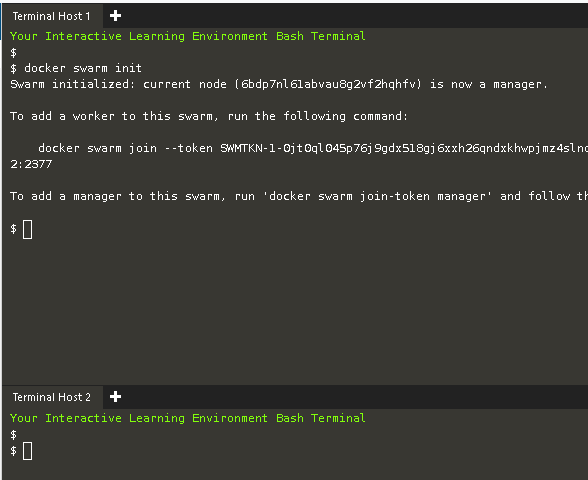 Terminal Host 1 +
Your Interactive Learning Environment Bash Terminal
$
$ docker swarm init
Swarm initialized: current node (6bdp7nl61abvau8g2vf2hqhfv) is now a manager.
To add a worker to this swarm, run the following command:
docker swarm join --token SWMTKN-1-0jt0ql045p76j9gdx518gj6xxh26qndxkhwpjmz4slnd
2:2377
To add a manager to this swarm, run 'docker swarm join-token manager' and follow th
$
Terminal Host 2 +
Your Interactive Learning Environment Bash Terminal
$
$